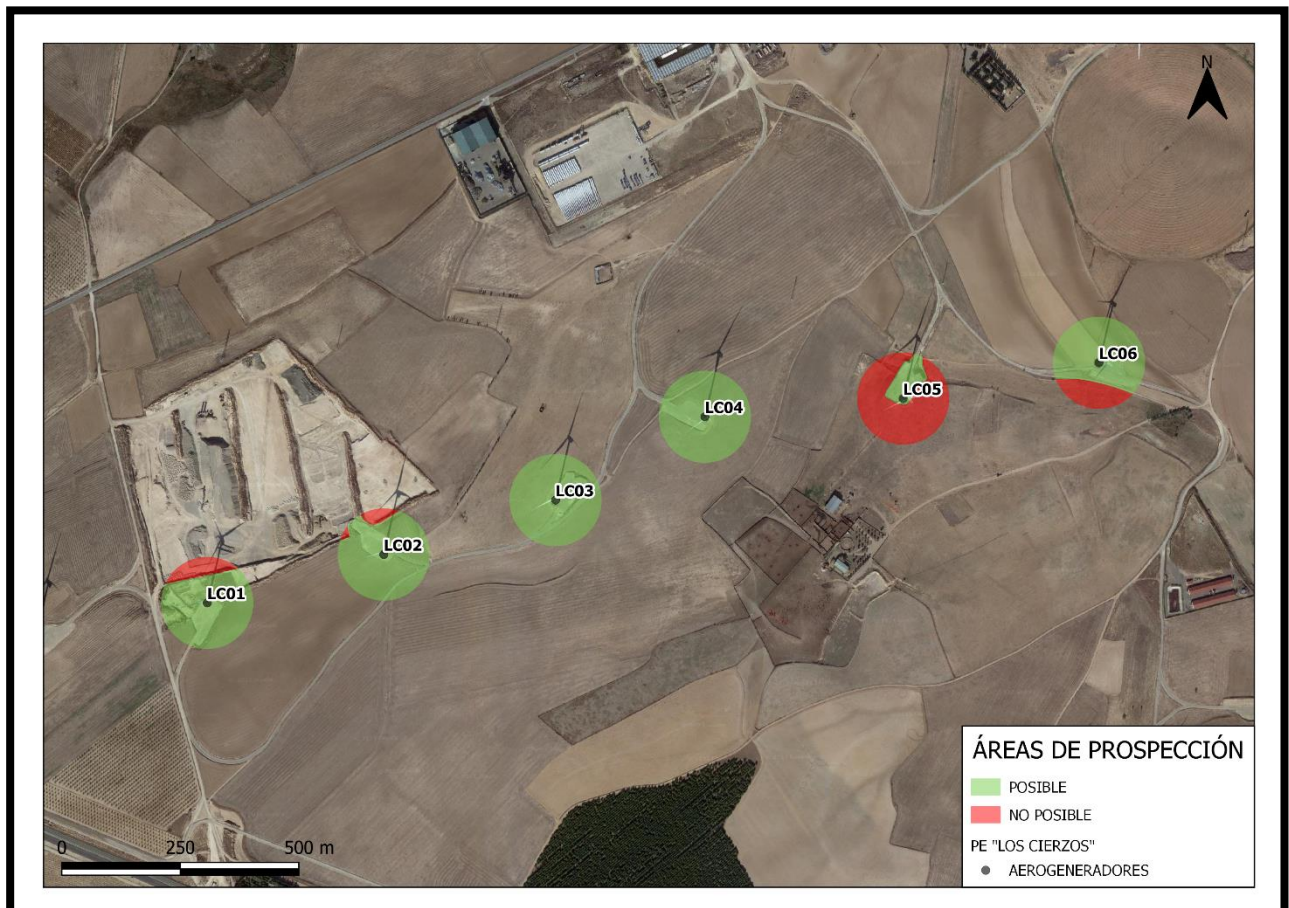 N
LC06
LC05
LC04
LC03
LC02
LC01
ÁREAS DE PROSPECCIÓN
POSIBLE
NO POSIBLE
PE "LOS CIERZOS"
AEROGENERADORES
0 250 500 m